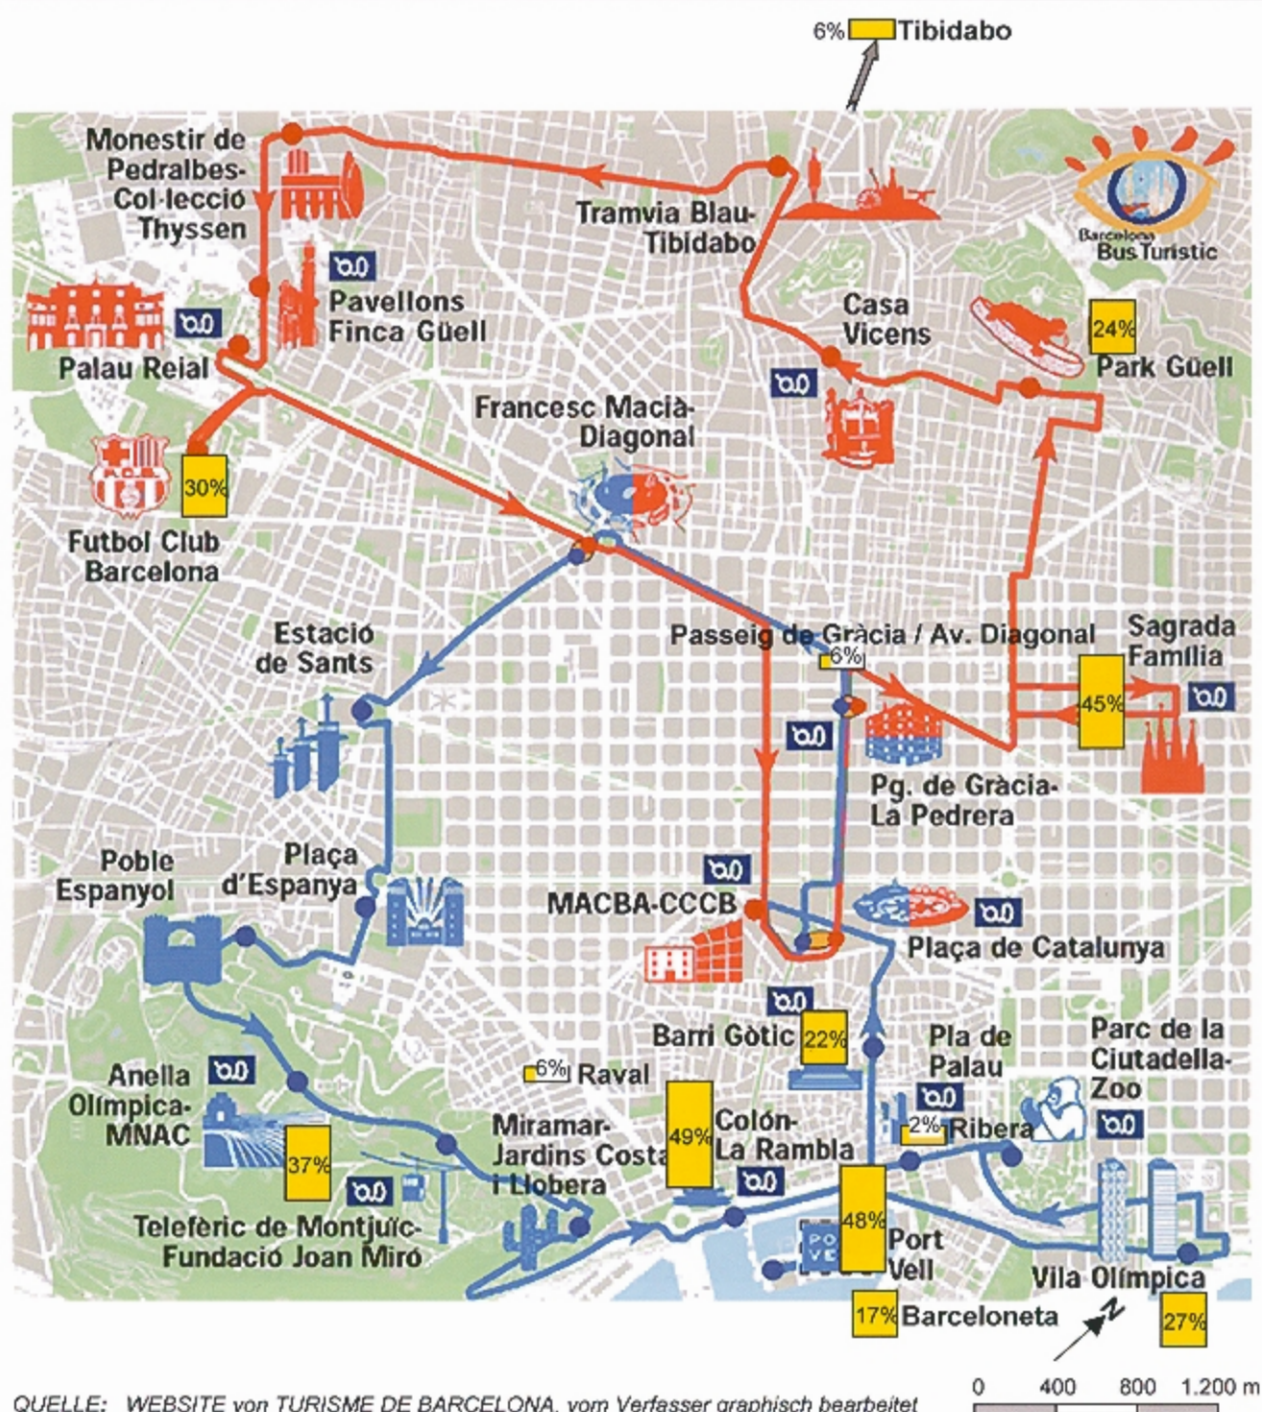 6% Tibidabo
Monestir de
Pedralbes-
Col·lecció
Thyssen
Tramvia Blau-
Tibidabo
Barcelona
Bus Turístic
Pavellons
Finca Güell
Casa
Vicens
24%
Park Güell
Palau Reial
Francesc Macià-
Diagonal
30%
Futbol Club
Barcelona
Estació
de Sants
Passeig de Gràcia / Av. Diagonal
6%
Sagrada
Família
45%
Pg. de Gràcia-
La Pedrera
Poble
Espanyol
Plaça
d'Espanya
MACBA-CCCB
Plaça de Catalunya
Barri Gòtic 22%
Pla de
Palau
Parc de la
Ciutadella-
Zoo
6% Raval
Anella
Olímpica-
MNAC
37%
Miramar-
Jardins Costa
i Llobera
49%
Colón-
La Rambla
2% Ribera
Telefèric de Montjuïc-
Fundació Joan Miró
PO
VE
48%
Port
Vell
Vila Olímpica
17% Barceloneta
N
27%
0 400 800 1.200 m
QUELLE: WEBSITE von TURISME DE BARCELONA, vom Verfasser graphisch bearbeitet